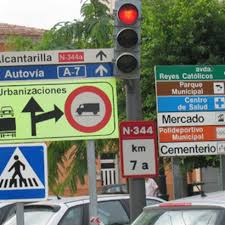 Alcantarilla N-344a
Autovía A-7
Urbanizaciones
N-344
km
7a
avda.
Reyes Católicos
Parque
Municipal
Centro
de Salud
Mercado
Polideportivo
Municipal
Cementerio